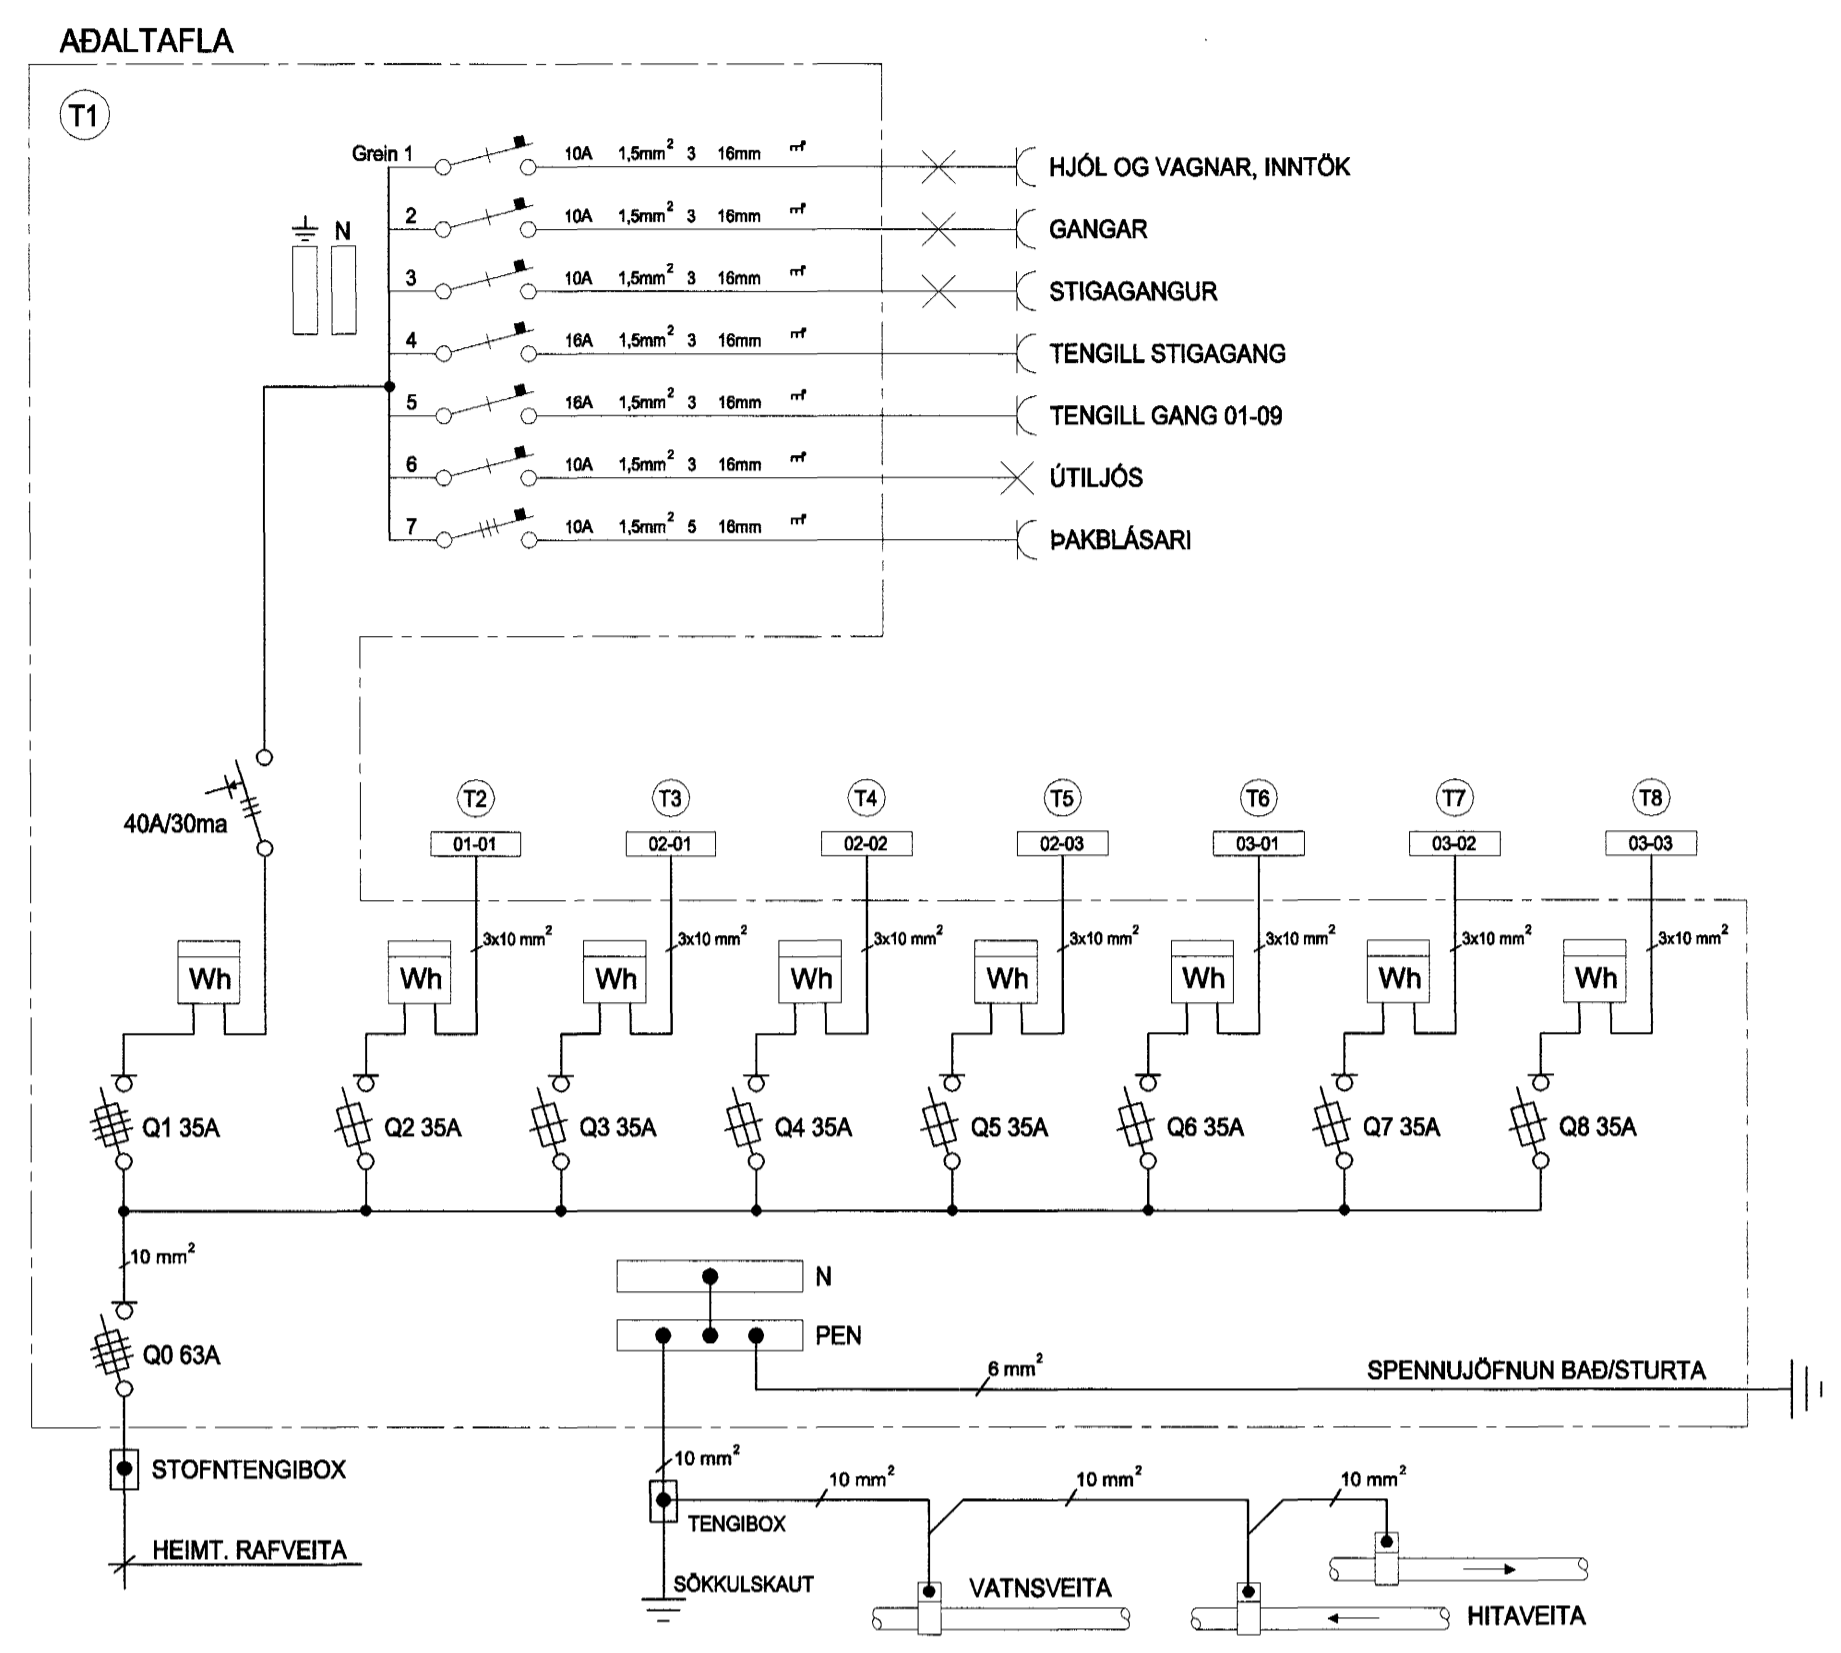 AÐALTAFLA
T1
Grein 1 10A 1,5mm² 3 16mm HJÓL OG VAGNAR, INNTÖK
2 10A 1,5mm² 3 16mm GANGAR
N
3 10A 1,5mm² 3 16mm STIGAGANGUR
4 16A 1,5mm² 3 16mm TENGILL STIGAGANG
5 16A 1,5mm² 3 16mm TENGILL GANG 01-09
6 10A 1,5mm² 3 16mm ÚTILJÓS
7 10A 1,5mm² 5 16mm ÞAKBLÁSARI
T2 T3 T4 T5 T6 T7 T8
40A/30ma
01-01 02-01 02-02 02-03 03-01 03-02 03-03
3x10 mm² 3x10 mm² 3x10 mm² 3x10 mm² 3x10 mm² 3x10 mm² 3x10 mm²
Wh Wh Wh Wh Wh Wh Wh Wh
Q1 35A Q2 35A Q3 35A Q4 35A Q5 35A Q6 35A Q7 35A Q8 35A
10 mm²
N
PEN
Q0 63A
6 mm² SPENNUJÖFNUN BAÐ/STURTA
STOFNTENGIBOX
10 mm²
10 mm² 10 mm² 10 mm²
TENGIBOX
HEIMT. RAFVEITA
SÖKKULSKAUT
VATNSVEITA
HITAVEITA